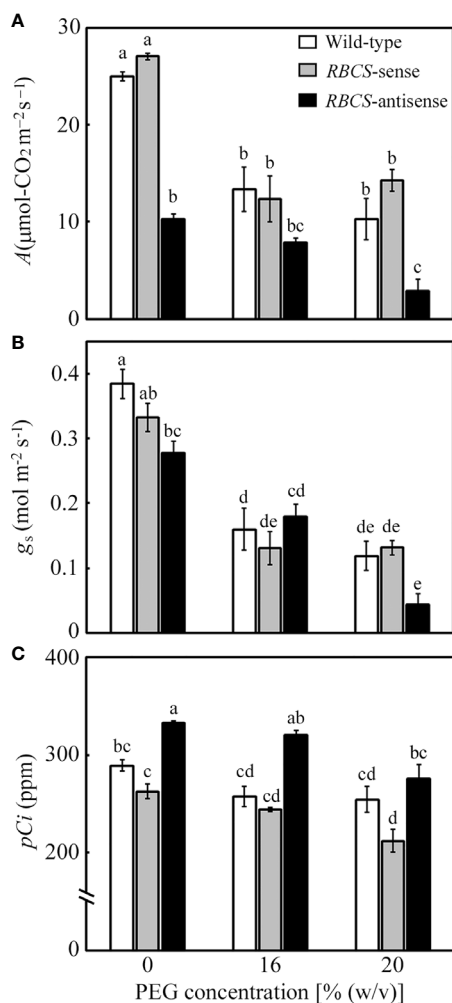 A
30
20
10
0
A(μmol-CO₂ m⁻² s⁻¹)
a a b
b b bc
b b c
Wild-type
RBCS-sense
RBCS-antisense
B
0.4
0.3
0.2
0.1
0
gs (mol m⁻² s⁻¹)
a ab bc
d de cd
de de e
C
400
300
200
0
pCi (ppm)
bc c a
cd cd ab
cd d bc
0 16 20
PEG concentration [% (w/v)]